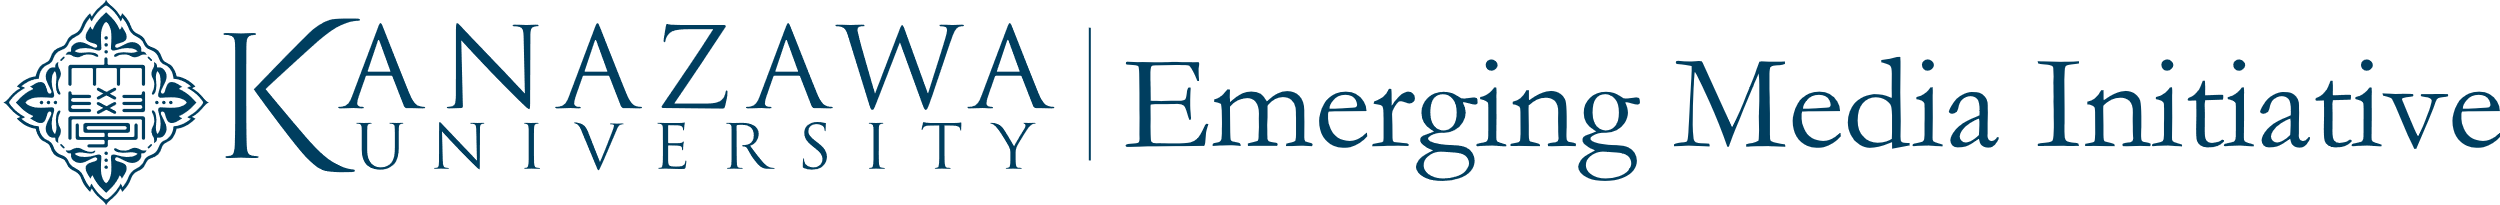 KANAZAWA UNIVERSITY | Emerging Media Initiative